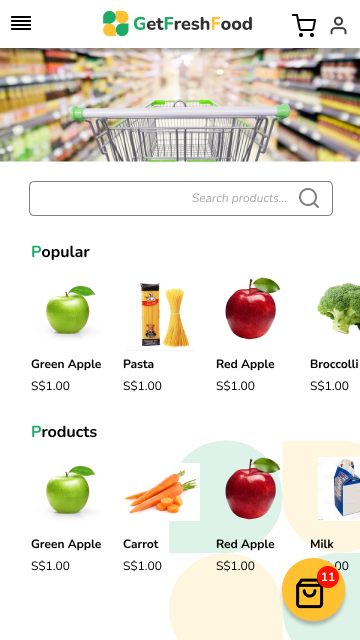 GetFreshFood
Search products...
Popular
Green Apple
Pasta
Red Apple
Broccolli
S$1.00
S$1.00
S$1.00
S$1.00
Products
Green Apple
Carrot
Red Apple
Milk
S$1.00
S$1.00
S$1.00
.00
11